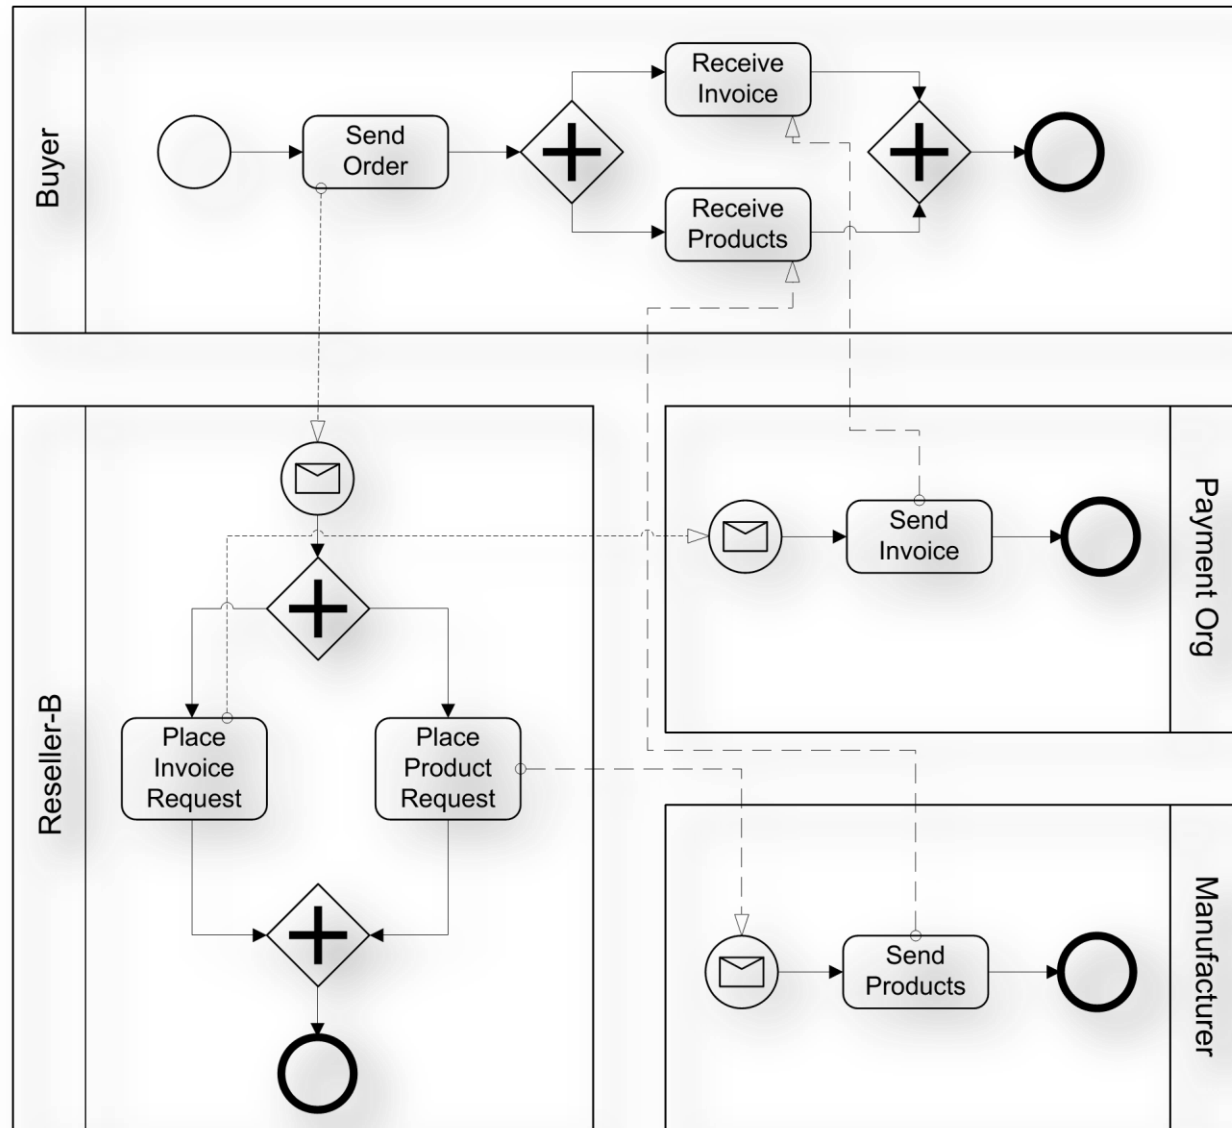 Buyer
Send
Order
Receive
Invoice
Receive
Products
Reseller-B
Place
Invoice
Request
Place
Product
Request
Payment Org
Send
Invoice
Manufacturer
Send
Products